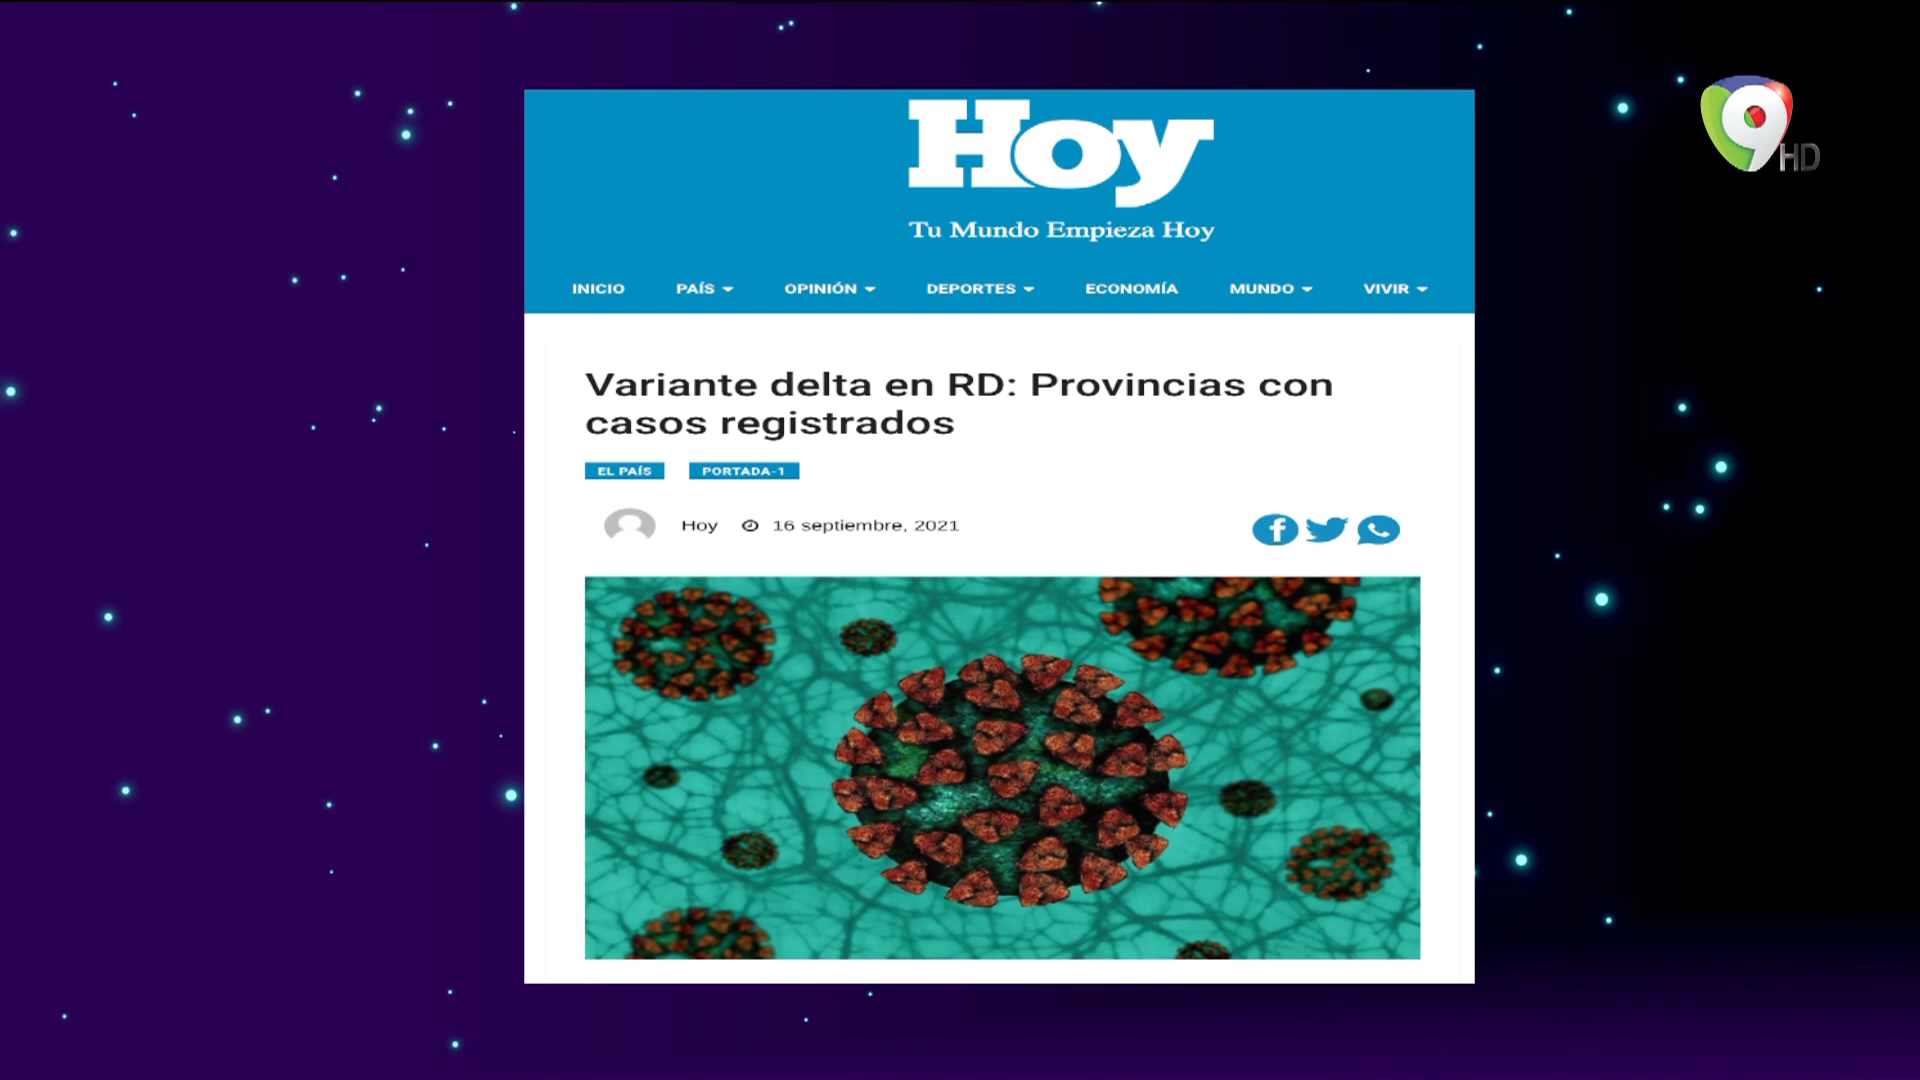 Hoy
Tu Mundo Empieza Hoy
9
HD
INICIO PAÍS OPINIÓN DEPORTES ECONOMÍA MUNDO VIVIR
Variante delta en RD: Provincias con
casos registrados
EL PAÍS PORTADA-1
Hoy 16 septiembre, 2021